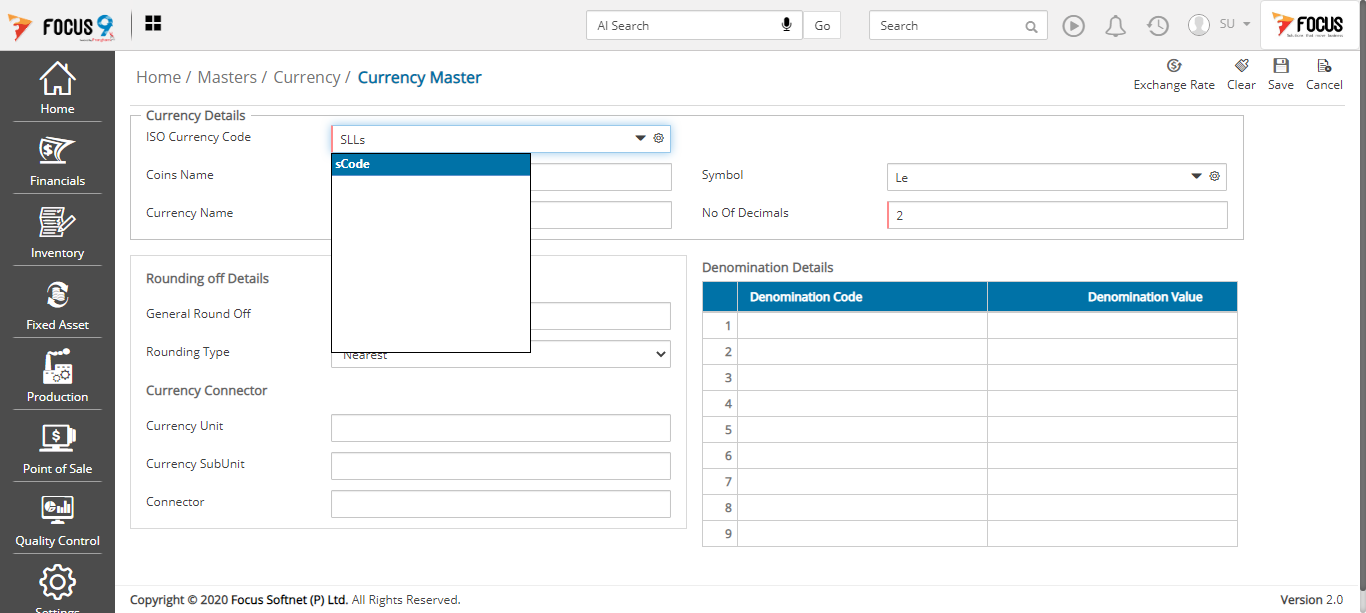 FOCUS 9
AI Search
Go
Search
SU
FOCUS
Home / Masters / Currency / Currency Master
Exchange Rate
Clear
Save
Cancel
Home
Financials
Inventory
Fixed Asset
Production
Point of Sale
Quality Control
Settings
Currency Details
ISO Currency Code
SLLs
sCode
Coins Name
Symbol
Le
Currency Name
No Of Decimals
2
Rounding off Details
General Round Off
Rounding Type
Nearest
Currency Connector
Currency Unit
Currency SubUnit
Connector
Denomination Details
Denomination Code Denomination Value
1
2
3
4
5
6
7
8
9
Copyright © 2020 Focus Softnet (P) Ltd. All Rights Reserved.
Version 2.0